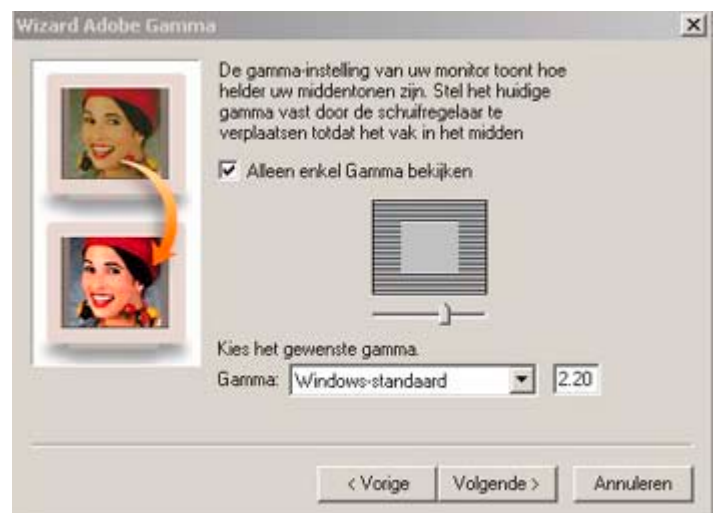 Wizard Adobe Gamma
De gamma-instelling van uw monitor toont hoe
helder uw middentonen zijn. Stel het huidige
gamma vast door de schuifregelaar te
verplaatsen totdat het vak in het midden
Alleen enkel Gamma bekijken
Kies het gewenste gamma.
Gamma: Windows-standaard 2.20
< Vorige Volgende > Annuleren